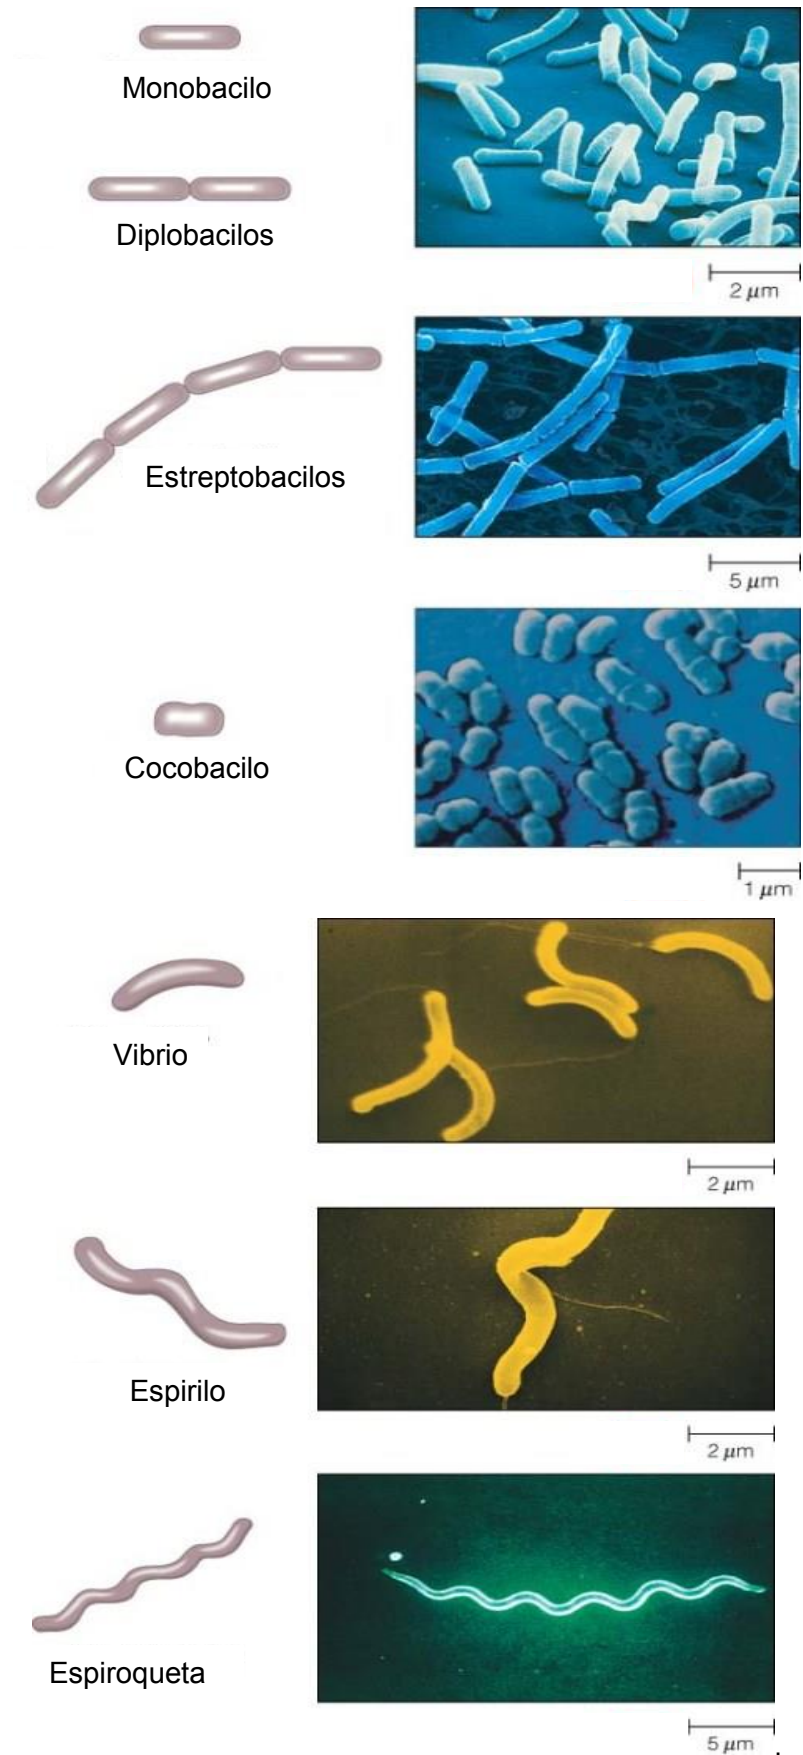 Monobacilo
Diplobacilos
2 μm
Estreptobacilos
5 μm
Cocobacilo
1 μm
Vibrio
2 μm
Espirilo
2 μm
Espiroqueta
5 μm